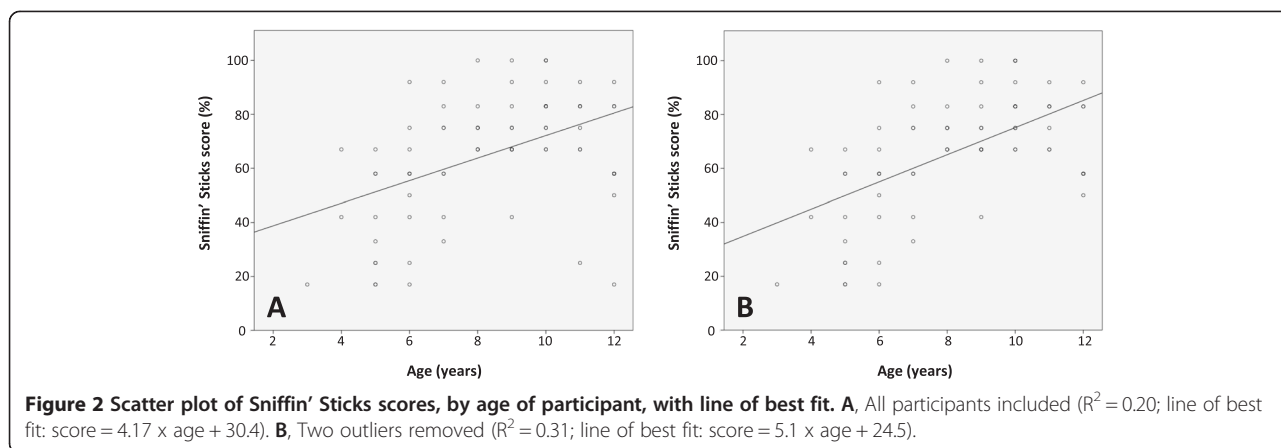 100
80
60
40
20
0
Sniffin' Sticks score (%)
A
2 4 6 8 10 12
Age (years)
100
80
60
40
20
0
Sniffin' Sticks score (%)
B
2 4 6 8 10 12
Age (years)
Figure 2 Scatter plot of Sniffin' Sticks scores, by age of participant, with line of best fit. A, All participants included (R² = 0.20; line of best
fit: score = 4.17 x age + 30.4). B, Two outliers removed (R² = 0.31; line of best fit: score = 5.1 x age + 24.5).